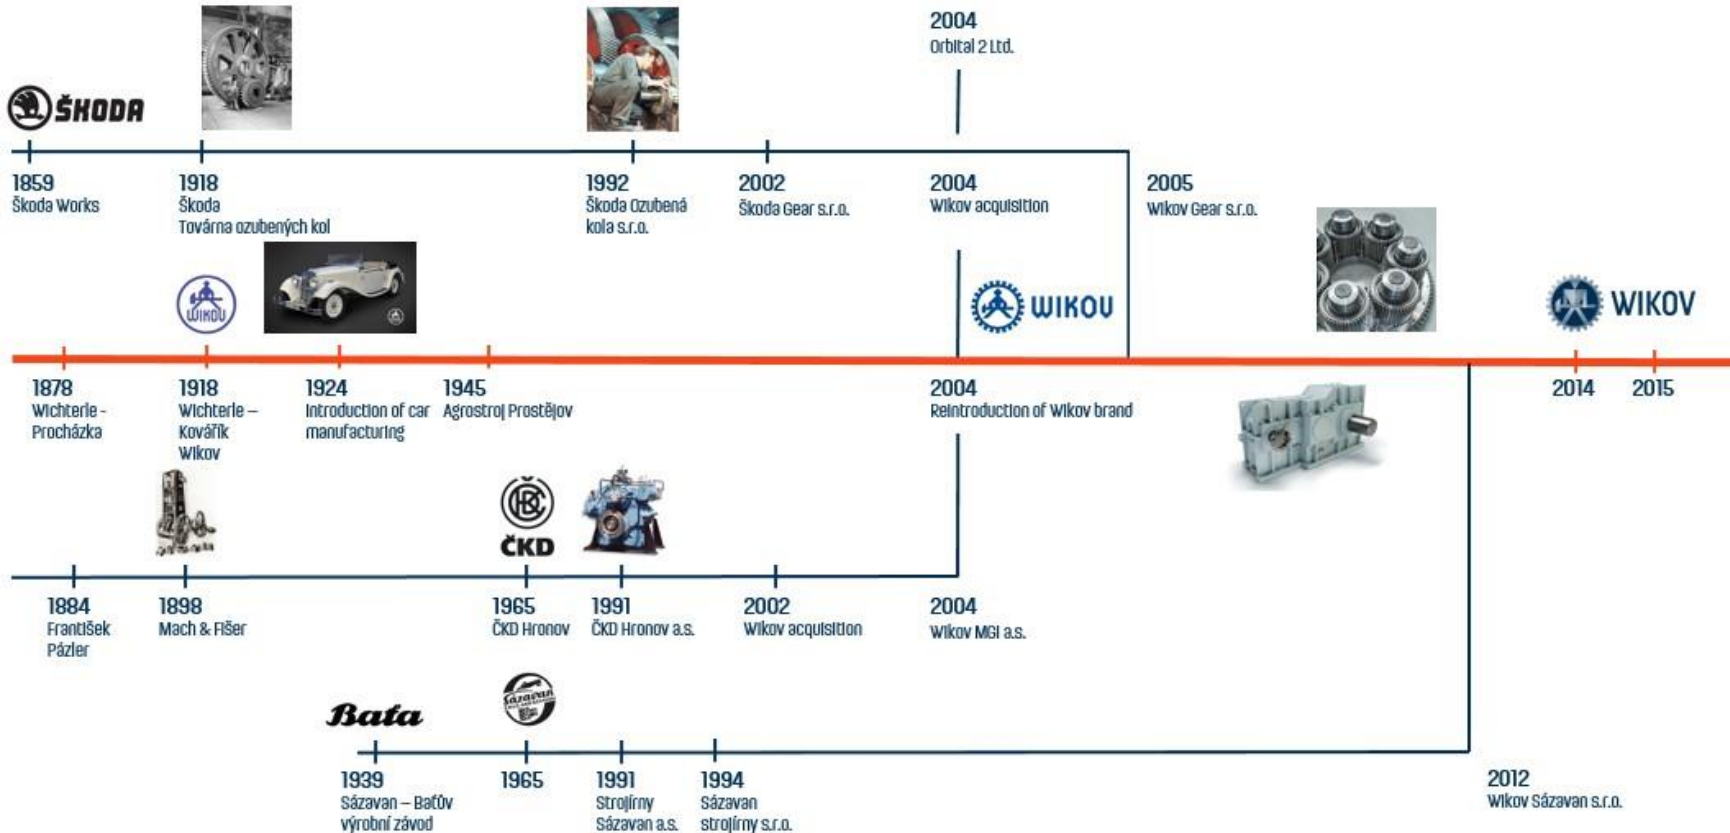 2004
Orbital 2 Ltd.
ŠKODA
1859
Škoda Works
1918
Škoda
Továrna ozubených kol
1992
Škoda Ozubená
kola s.r.o.
2002
Škoda Gear s.r.o.
2004
Wikov acquisition
2005
Wikov Gear s.r.o.
WIKOV
WIKOV
WIKOV
1878
Wichterle -
Procházka
1918
Wichterle –
Kovářík
Wikov
1924
Introduction of car
manufacturing
1945
Agrostroj Prostějov
2004
Reintroduction of Wikov brand
2014
2015
ČKD
1884
František
Pázler
1898
Mach & Fišer
1965
ČKD Hronov
1991
ČKD Hronov a.s.
2002
Wikov acquisition
2004
Wikov MGI a.s.
Baťa
Sázavan
1939
Sázavan – Baťův
výrobní závod
1965
1991
Strojírny
Sázavan a.s.
1994
Sázavan
strojírny s.r.o.
2012
Wikov Sázavan s.r.o.